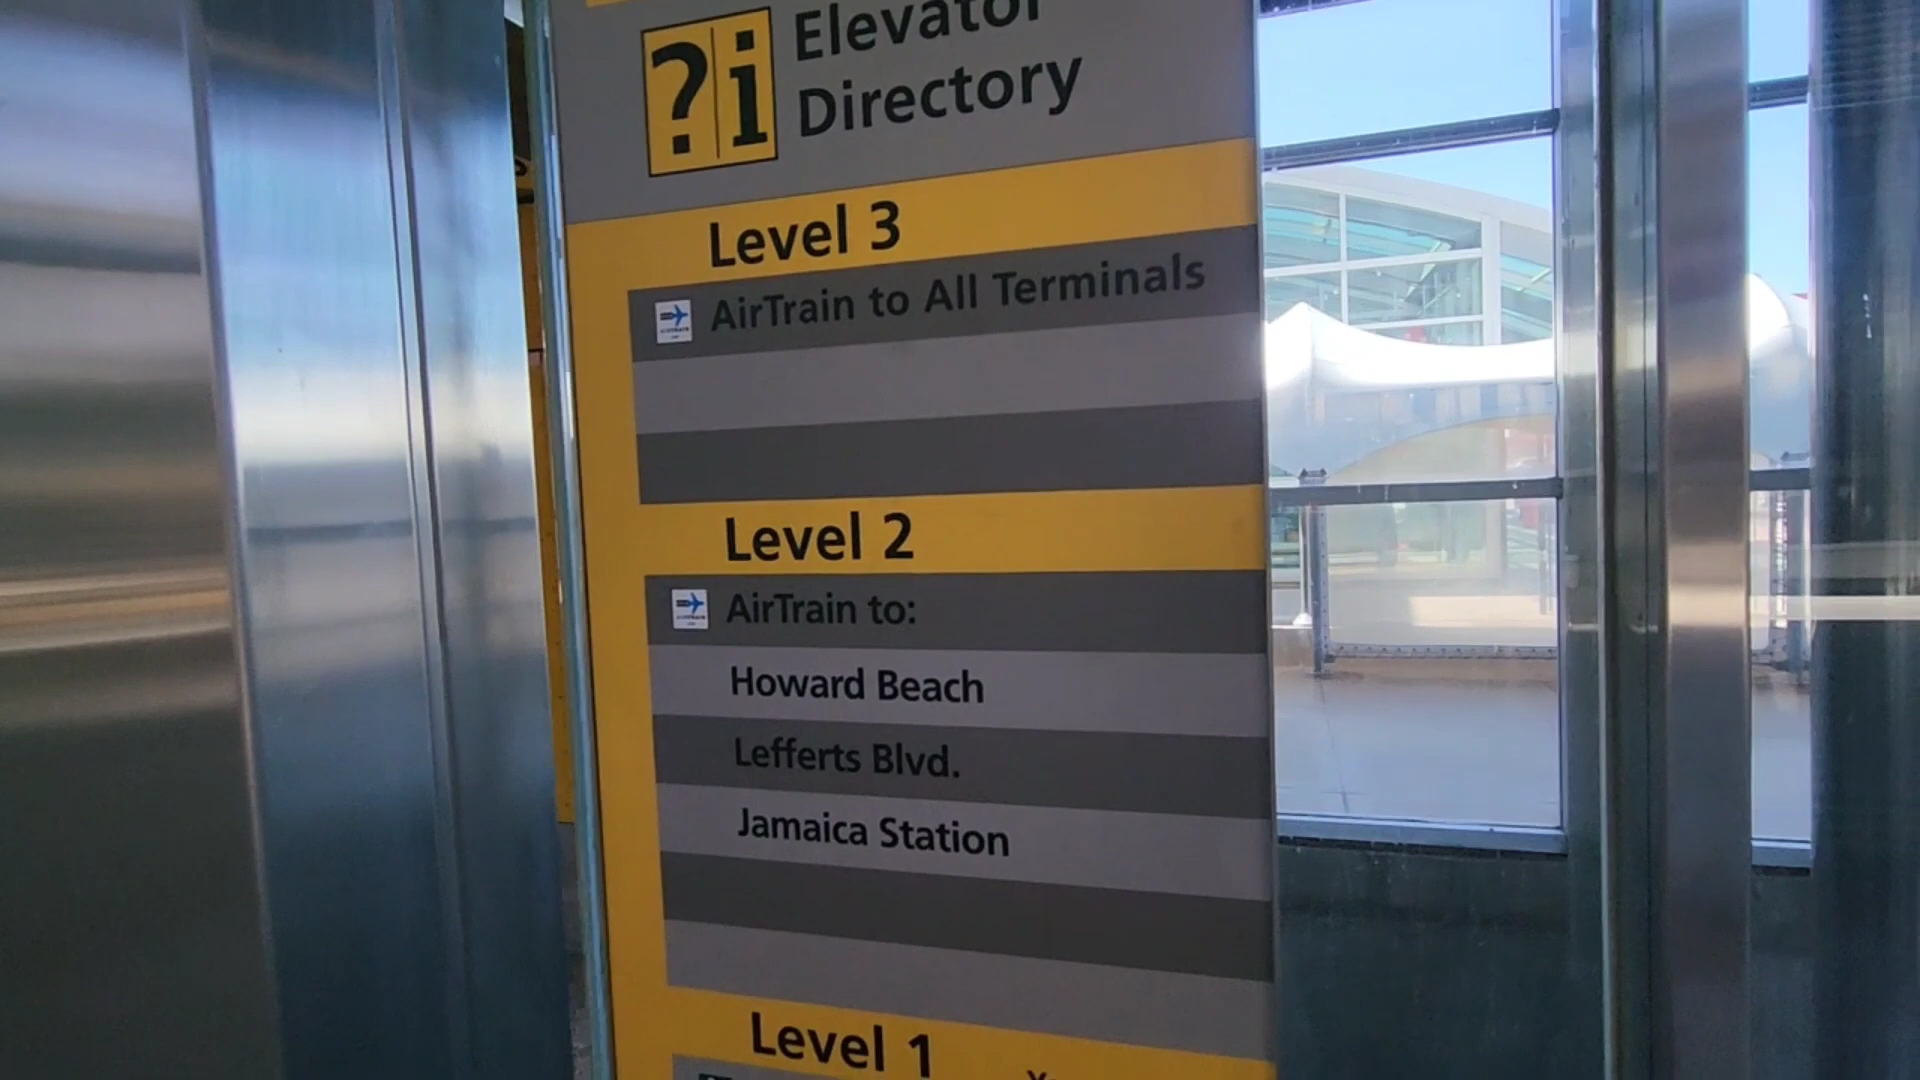 ?i
Elevator
Directory
Level 3
AirTrain to All Terminals
Level 2
AirTrain to:
Howard Beach
Lefferts Blvd.
Jamaica Station
Level 1